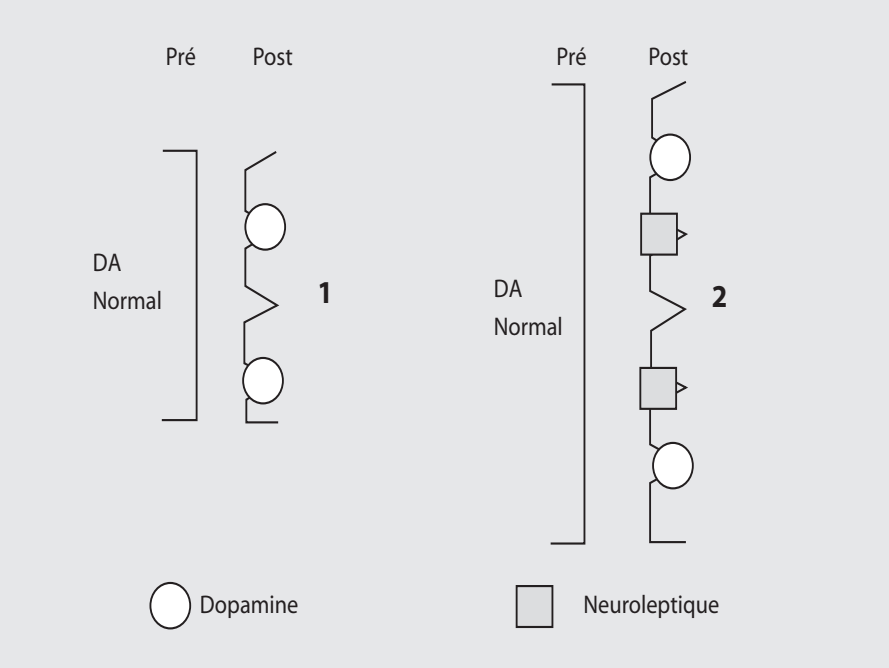 Pré Post
DA
Normal
1
Pré Post
DA
Normal
2
Dopamine
Neuroleptique